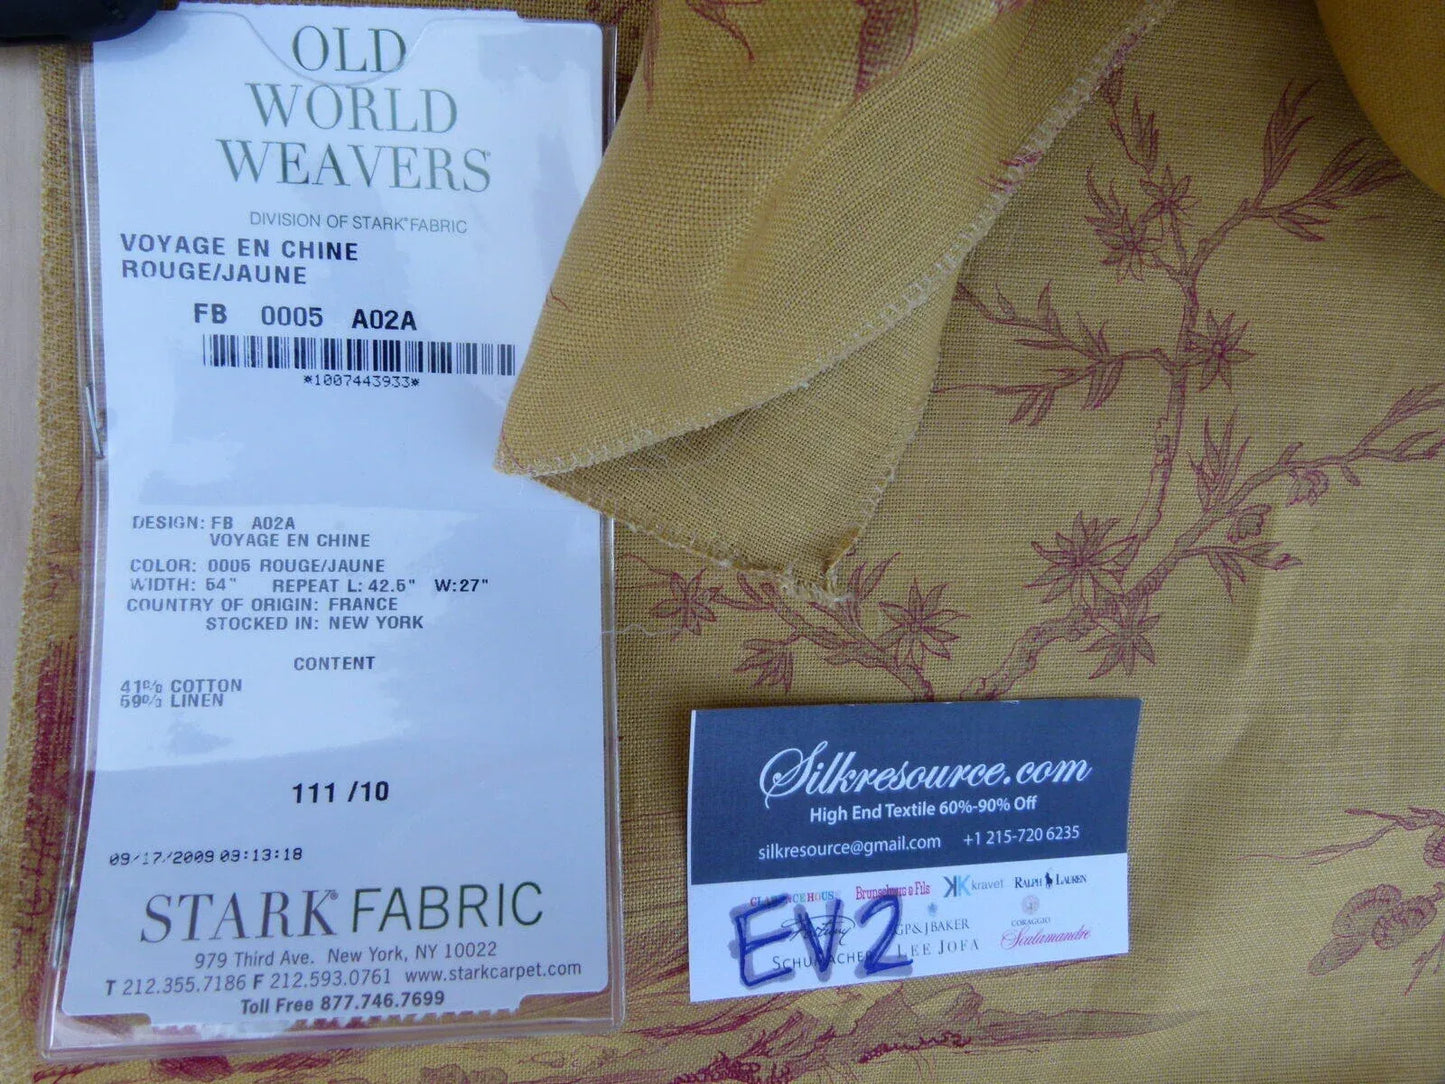 OLD
WORLD
WEAVERS
DIVISION OF STARK® FABRIC
VOYAGE EN CHINE
ROUGE/JAUNE
FB 0005 A02A
*1007443933*
DESIGN: FB A02A
VOYAGE EN CHINE
COLOR: 0005 ROUGE/JAUNE
WIDTH: 54" REPEAT L: 42.5" W:27"
COUNTRY OF ORIGIN: FRANCE
STOCKED IN: NEW YORK
CONTENT
41% COTTON
59% LINEN
111 /10
09/17/2009 09:13:18
STARK® FABRIC
979 Third Ave. New York, NY 10022
T 212.355.7186 F 212.593.0761 www.starkcarpet.com
Toll Free 877.746.7699
Silkresource.com
High End Textile 60%-90% Off
silkresource@gmail.com +1 215-720 6235
CLARENCE HOUSE Brunschwig & Fils kravet RALPH LAUREN
GP & J BAKER CORAGGIO
SCHUMACHER LEE JOFA Scalamandre
EV2